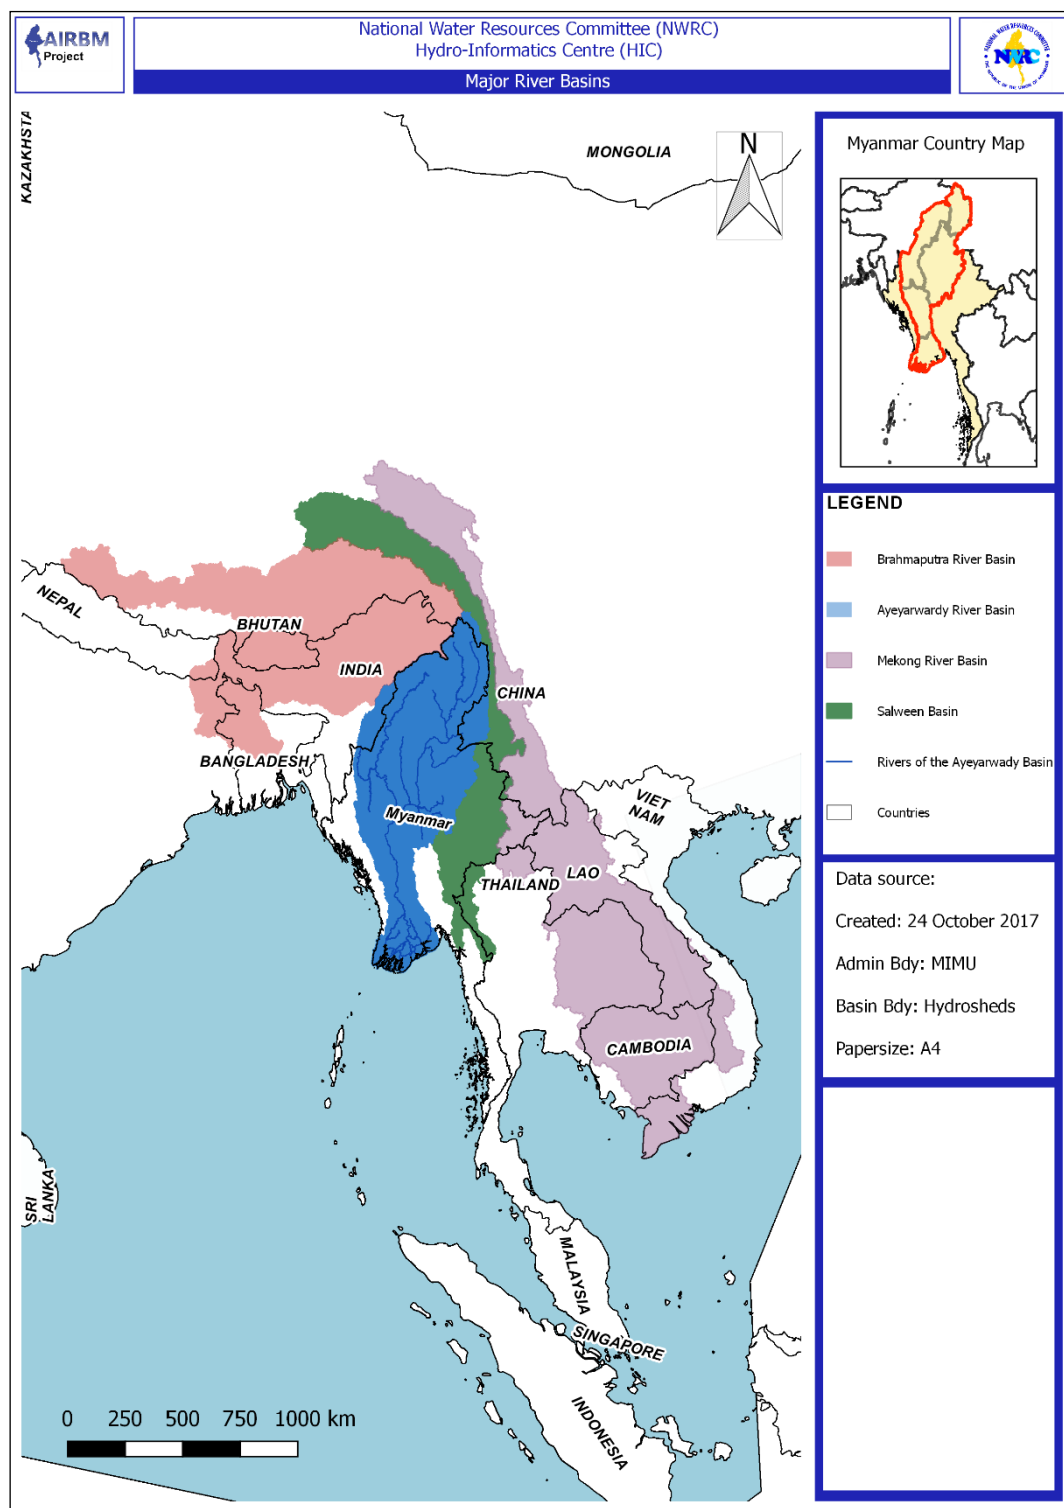 AIRBM
Project
National Water Resources Committee (NWRC)
Hydro-Informatics Centre (HIC)
Major River Basins
NWRC
KAZAKHSTA
MONGOLIA
N
NEPAL
BHUTAN
INDIA
CHINA
BANGLADESH
Myanmar
VIET
NAM
LAO
THAILAND
CAMBODIA
SRI
LANKA
MALAYSIA
SINGAPORE
INDONESIA
0 250 500 750 1000 km
Myanmar Country Map
LEGEND
Brahmaputra River Basin
Ayeyarwardy River Basin
Mekong River Basin
Salween Basin
Rivers of the Ayeyarwady Basin
Countries
Data source:
Created: 24 October 2017
Admin Bdy: MIMU
Basin Bdy: Hydrosheds
Papersize: A4